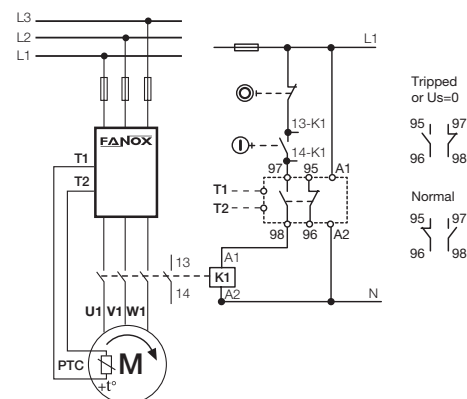 L3
L2
L1
FANOX
T1
T2
13
14
U1 V1 W1
PTC
M
+t°
L1
13-K1
14-K1
97 95 A1
T1
T2
98 96 A2
A1
K1
A2
N
Tripped
or Us=0
95 97
96 98
Normal
95 97
96 98